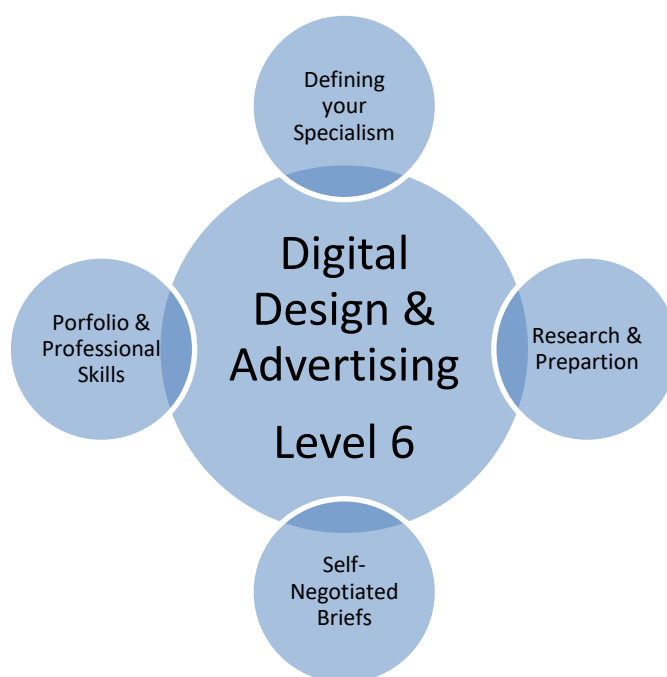 Defining
your
Specialism
Digital
Design &
Advertising
Level 6
Porfolio &
Professional
Skills
Research &
Prepartion
Self-
Negotiated
Briefs